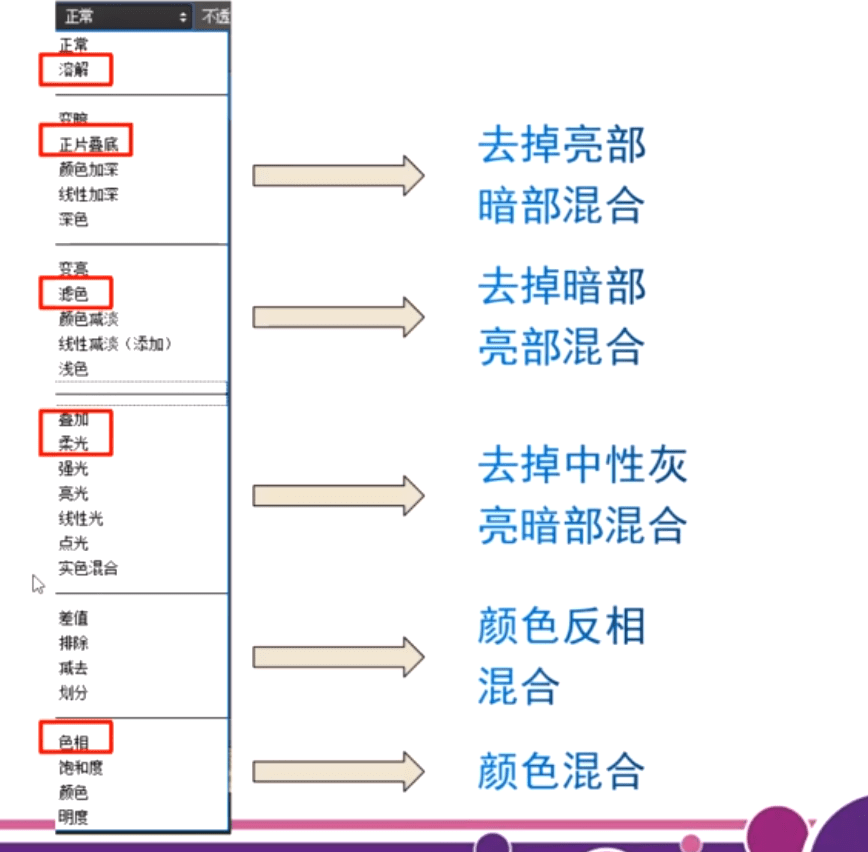 正常 不透
正常
溶解
变暗
正片叠底
颜色加深
线性加深
深色
去掉亮部
暗部混合
变亮
滤色
颜色减淡
线性减淡（添加）
浅色
去掉暗部
亮部混合
叠加
柔光
强光
亮光
线性光
点光
实色混合
去掉中性灰
亮暗部混合
差值
排除
减去
划分
颜色反相
混合
色相
饱和度
颜色
明度
颜色混合